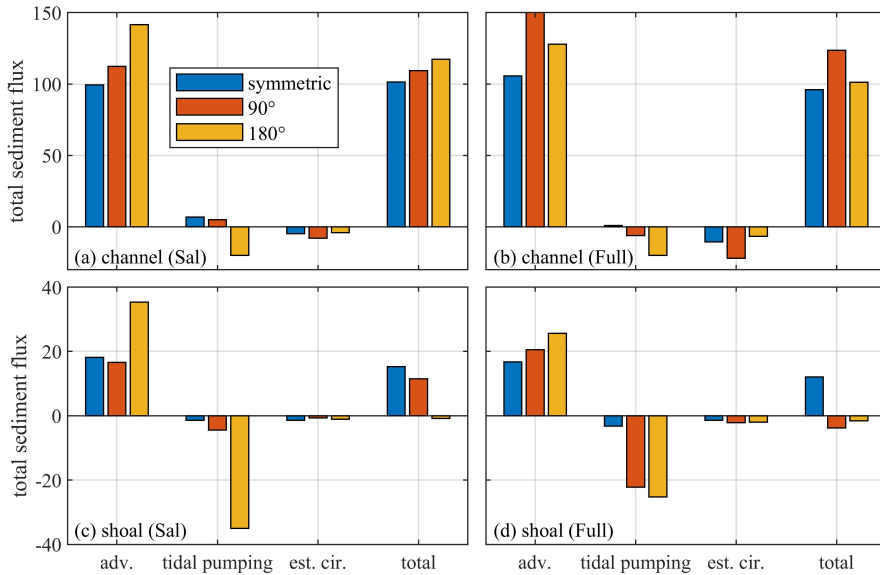 150
100
50
0
total sediment flux
symmetric
90°
180°
(a) channel (Sal)
(b) channel (Full)
40
20
0
-20
-40
total sediment flux
(c) shoal (Sal)
(d) shoal (Full)
adv. tidal pumping est. cir. total
adv. tidal pumping est. cir. total